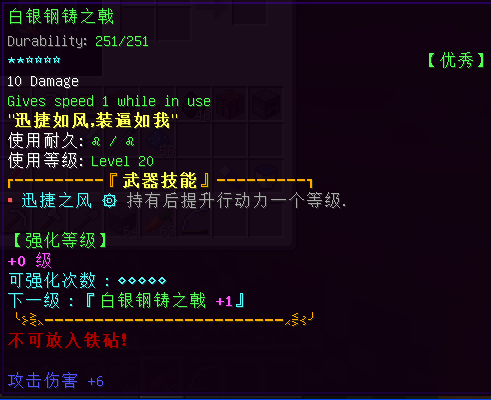 白银钢铸之戟
Durability: 251/251
★★☆☆☆☆☆ 【优秀】
10 Damage
Gives speed 1 while in use
"迅捷如风,装逼如我"
使用耐久: ∞ / ∞
使用等级: Level 20
┏---------『 武器技能 』---------┓
▪ 迅捷之风 ۞ 持有后提升行动力一个等级.
【强化等级】
+0 级
可强化次数 : ⋄⋄⋄⋄⋄
下一级 : 『 白银钢铸之戟 +1 』
不可放入铁砧!
攻击伤害 +6